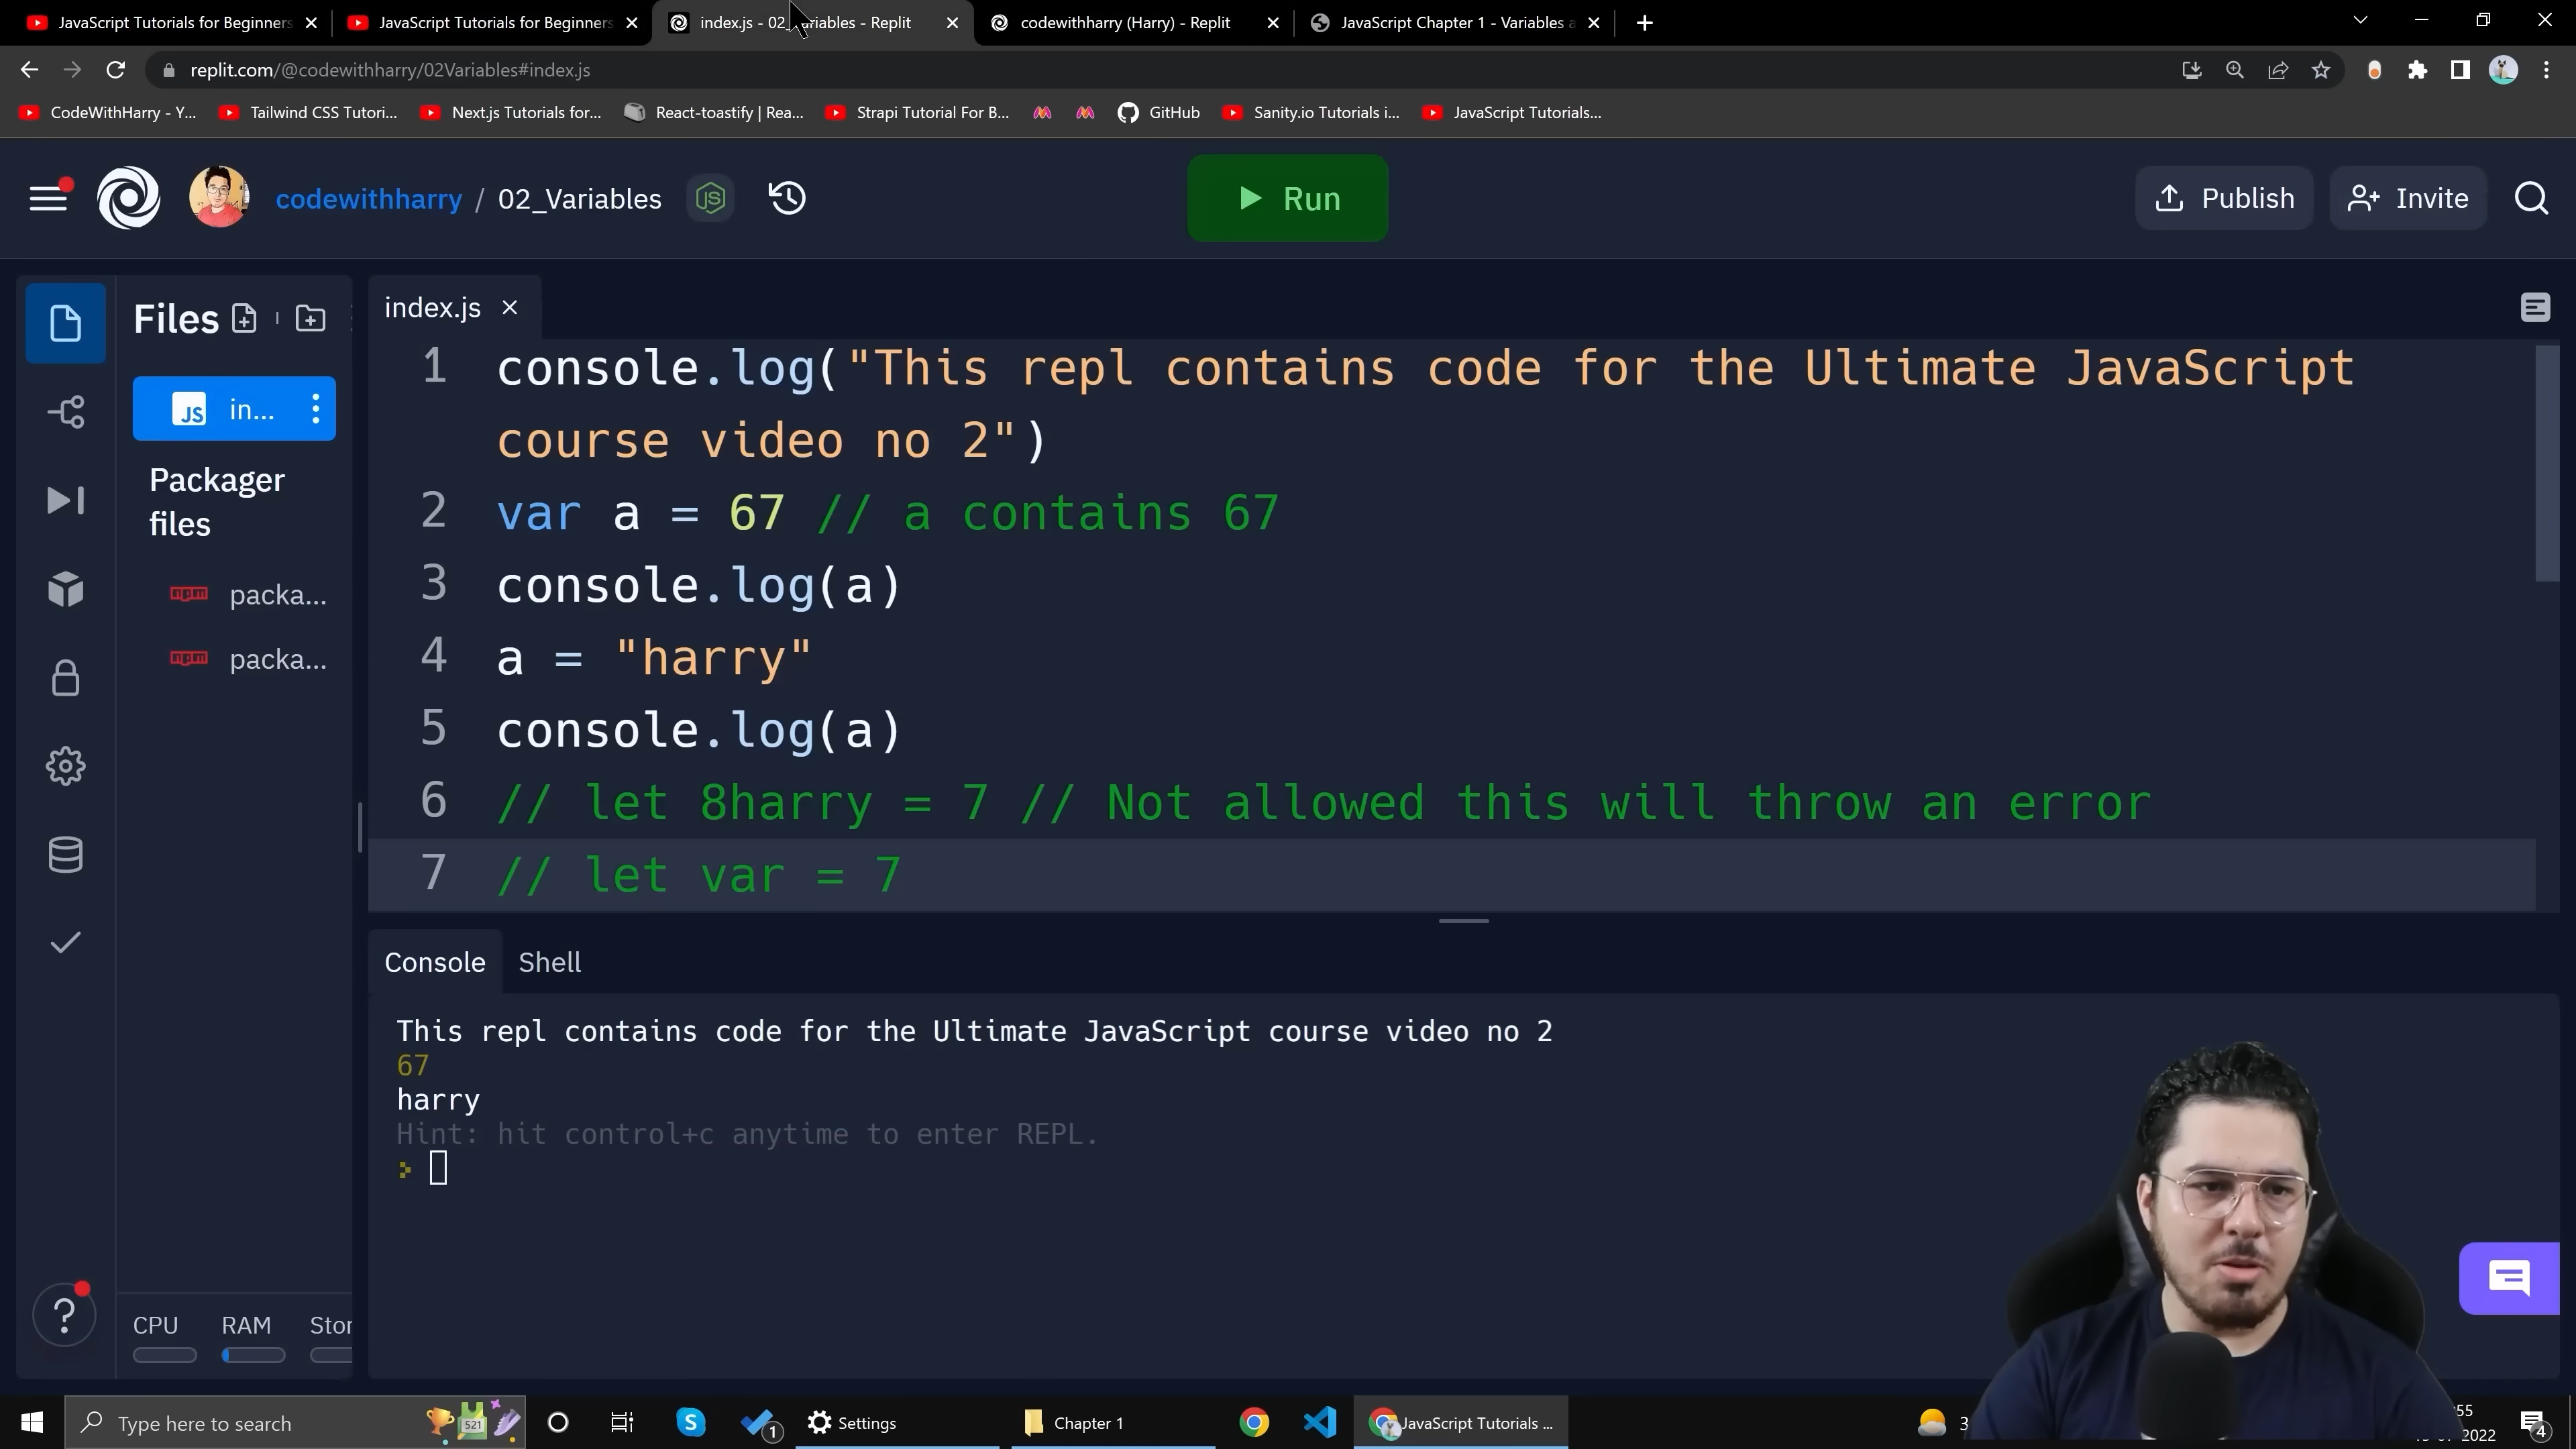 JavaScript Tutorials for Beginners
JavaScript Tutorials for Beginners
index.js - 02_Variables - Replit
codewithharry (Harry) - Replit
JavaScript Chapter 1 - Variables a
replit.com/@codewithharry/02Variables#index.js
CodeWithHarry - Y...
Tailwind CSS Tutori...
Next.js Tutorials for...
React-toastify | Rea...
Strapi Tutorial For B...
GitHub
Sanity.io Tutorials i...
JavaScript Tutorials...
codewithharry / 02_Variables
Run
Publish
Invite
Files
JS in...
Packager
files
npm packa...
npm packa...
CPU RAM Stor
index.js
1 console.log("This repl contains code for the Ultimate JavaScript
course video no 2")
2 var a = 67 // a contains 67
3 console.log(a)
4 a = "harry"
5 console.log(a)
6 // let 8harry = 7 // Not allowed this will throw an error
7 // let var = 7
Console Shell
This repl contains code for the Ultimate JavaScript course video no 2
67
harry
Hint: hit control+c anytime to enter REPL.
Type here to search
521
1
Settings
Chapter 1
JavaScript Tutorials ...
4